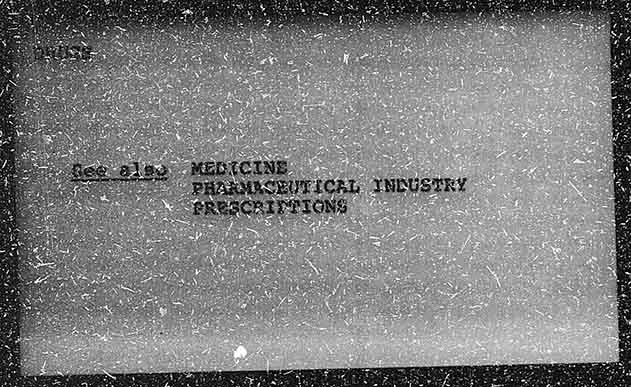 DRUGS
See also MEDICINE
PHARMACEUTICAL INDUSTRY
PRESCRIPTIONS